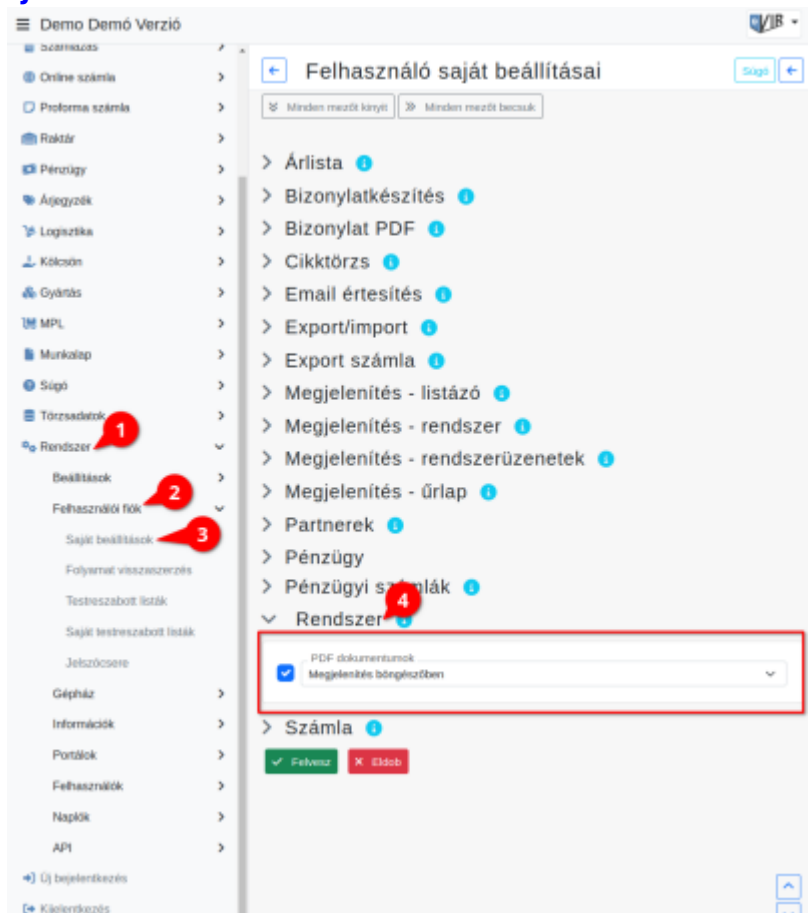 Demo Demó Verzió
VIR
Számlázás
Online számla
Proforma számla
Raktár
Pénzügy
Árjegyzék
Logisztika
Kölcsön
Gyártás
MPL
Munkalap
Súgó
Törzsadatok
1
Rendszer
Beállítások
2
Felhasználói fiók
Saját beállítások
3
Folyamat visszaszerzés
Testreszabott listák
Saját testreszabott listák
Jelszócsere
Gépház
Információk
Portálok
Felhasználók
Naplók
API
Új bejelentkezés
Kijelentkezés
Felhasználó saját beállításai
Súgó
Minden mezőt kinyit
Minden mezőt becsuk
Árlista
Bizonylatkészítés
Bizonylat PDF
Cikktörzs
Email értesítés
Export/import
Export számla
Megjelenítés - listázó
Megjelenítés - rendszer
Megjelenítés - rendszerüzenetek
Megjelenítés - űrlap
Partnerek
Pénzügy
Pénzügyi számlák
4
Rendszer
PDF dokumentumok
Megjelenítés böngészőben
Számla
Felvesz
Eldob